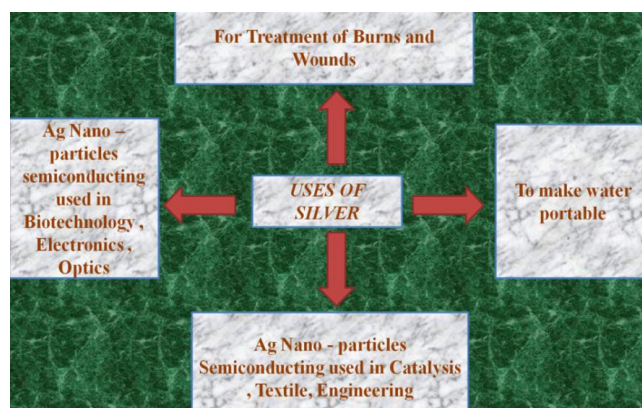 For Treatment of Burns and
Wounds
Ag Nano –
particles
semiconducting
used in
Biotechnology ,
Electronics ,
Optics
USES OF
SILVER
To make water
portable
Ag Nano - particles
Semiconducting used in Catalysis
, Textile, Engineering